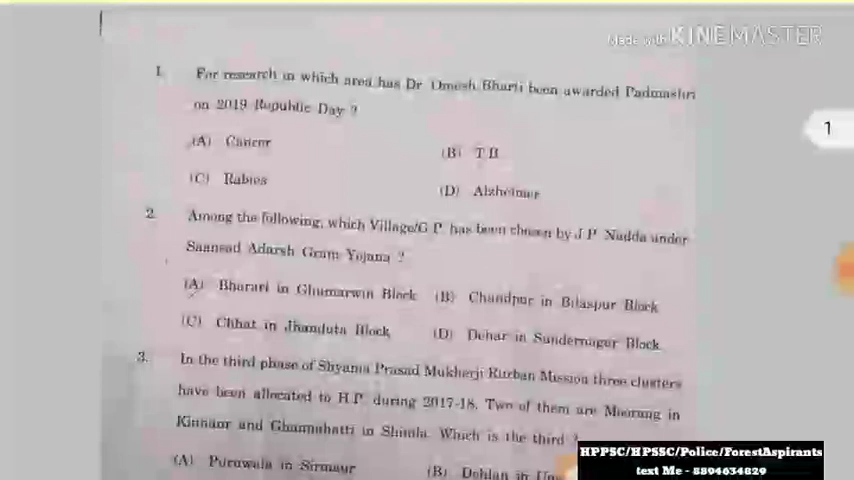 Made with KINEMASTER
1. For research in which area has Dr Omesh Bharti been awarded Padmashri
on 2019 Republic Day ?
(A) Cancer (B) T B
(C) Rabies (D) Alzheimer
1
2. Among the following, which Village/G P. has been chosen by J P Nadda under
Saansad Adarsh Gram Yojana ?
(A) Bharari in Ghumarwin Block (B) Chandpur in Bilaspur Block
(C) Chhat in Jhanduta Block (D) Dehar in Sundernager Block
3. In the third phase of Shyama Prasad Mukherji Rurban Mission three clusters
have been allocated to H.P. during 2017-18. Two of them are Moorang in
Kinnaur and Ghannahatti in Shimla. Which is the third ?
(A) Puruwala in Sirmaur (B) Dohlan in
HPPSC/HPSSC/Police/ForestAspirants
text Me - 8894634829